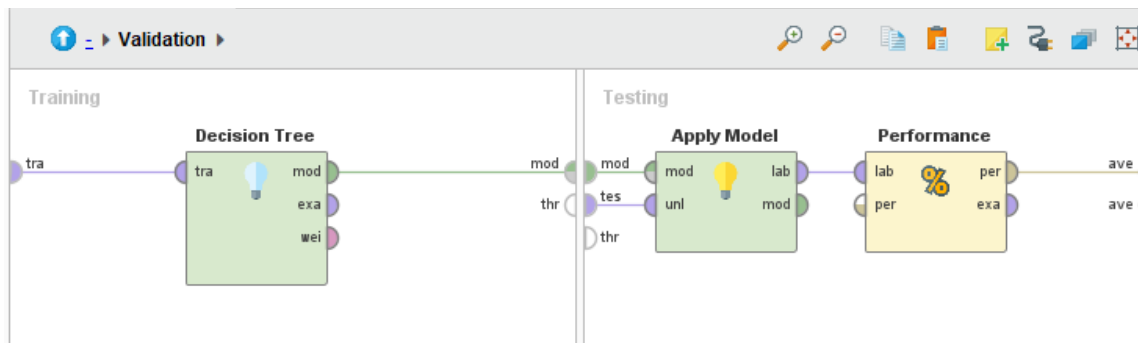 - Validation
Training
Testing
Decision Tree
Apply Model
Performance
tra
tra
mod
mod
mod
mod
lab
lab
per
ave
exa
thr
tes
unl
mod
per
exa
ave
wei
thr
%